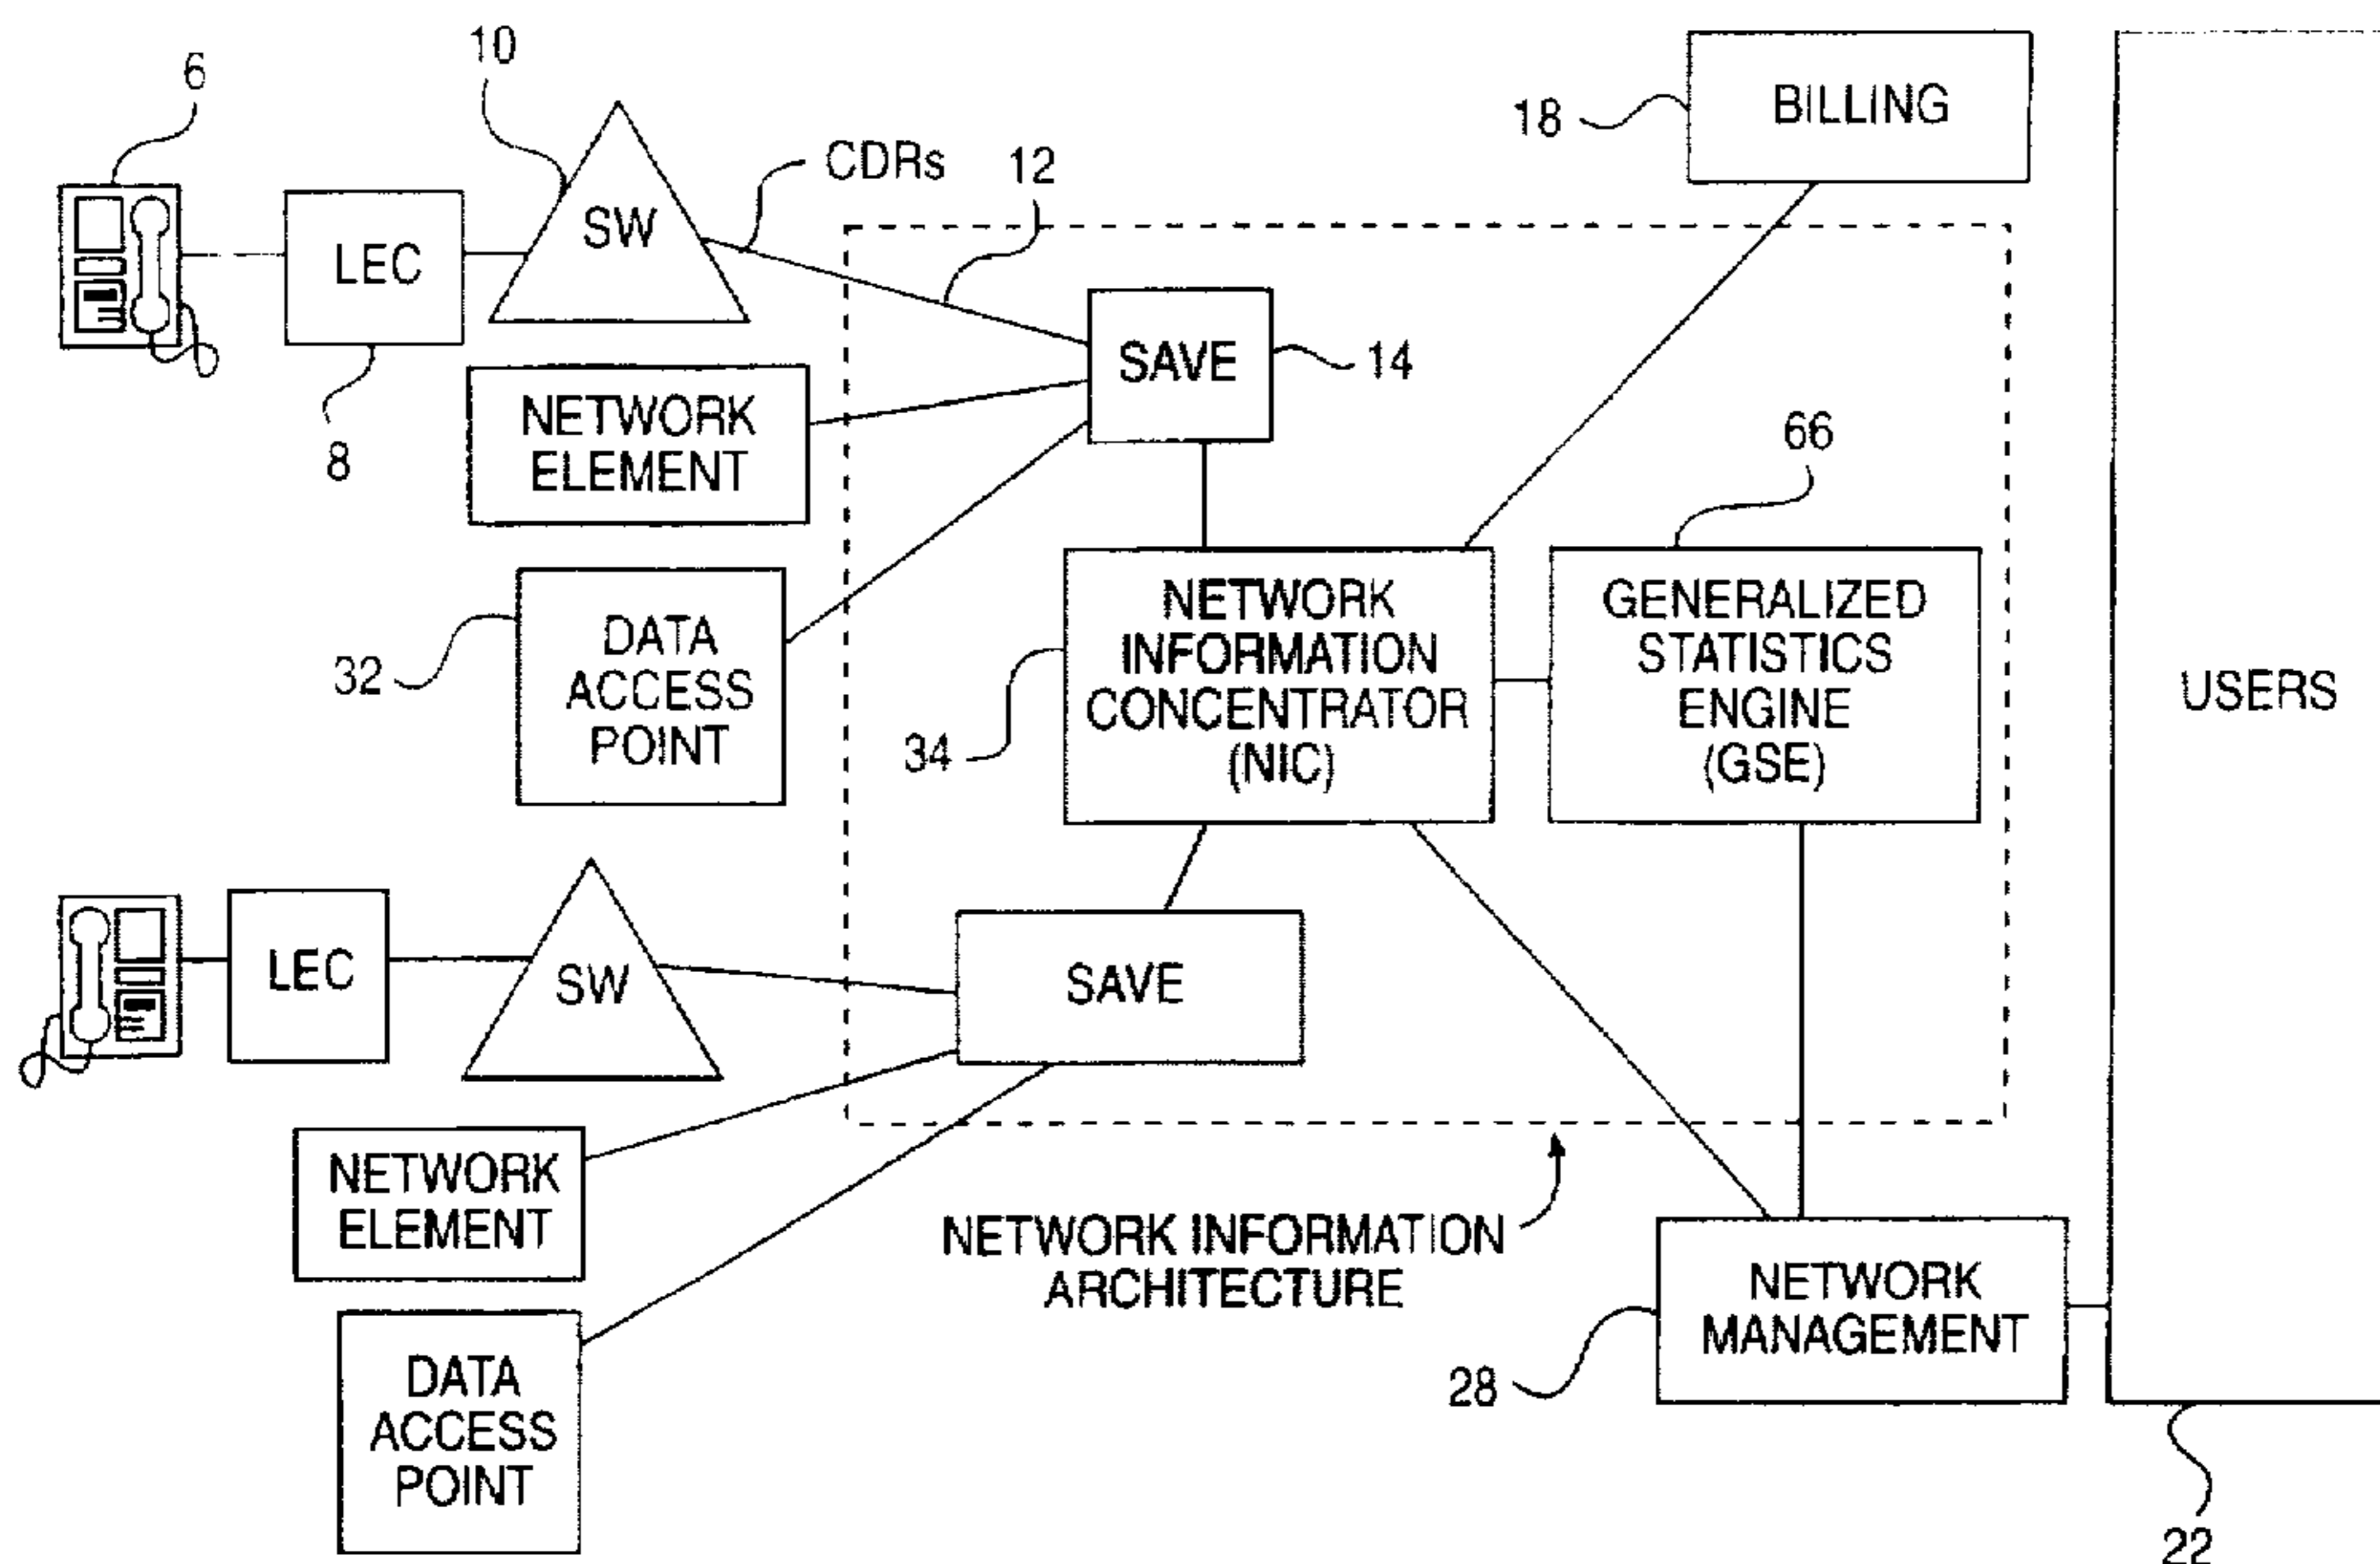 10
6
18
BILLING
CDRs
12
SW
LEC
8
SAVE
14
NETWORK
ELEMENT
66
32
DATA
ACCESS
POINT
34
NETWORK
INFORMATION
CONCENTRATOR
(NIC)
GENERALIZED
STATISTICS
ENGINE
(GSE)
USERS
LEC
SW
SAVE
NETWORK
ELEMENT
NETWORK INFORMATION
ARCHITECTURE
DATA
ACCESS
POINT
28
NETWORK
MANAGEMENT
22